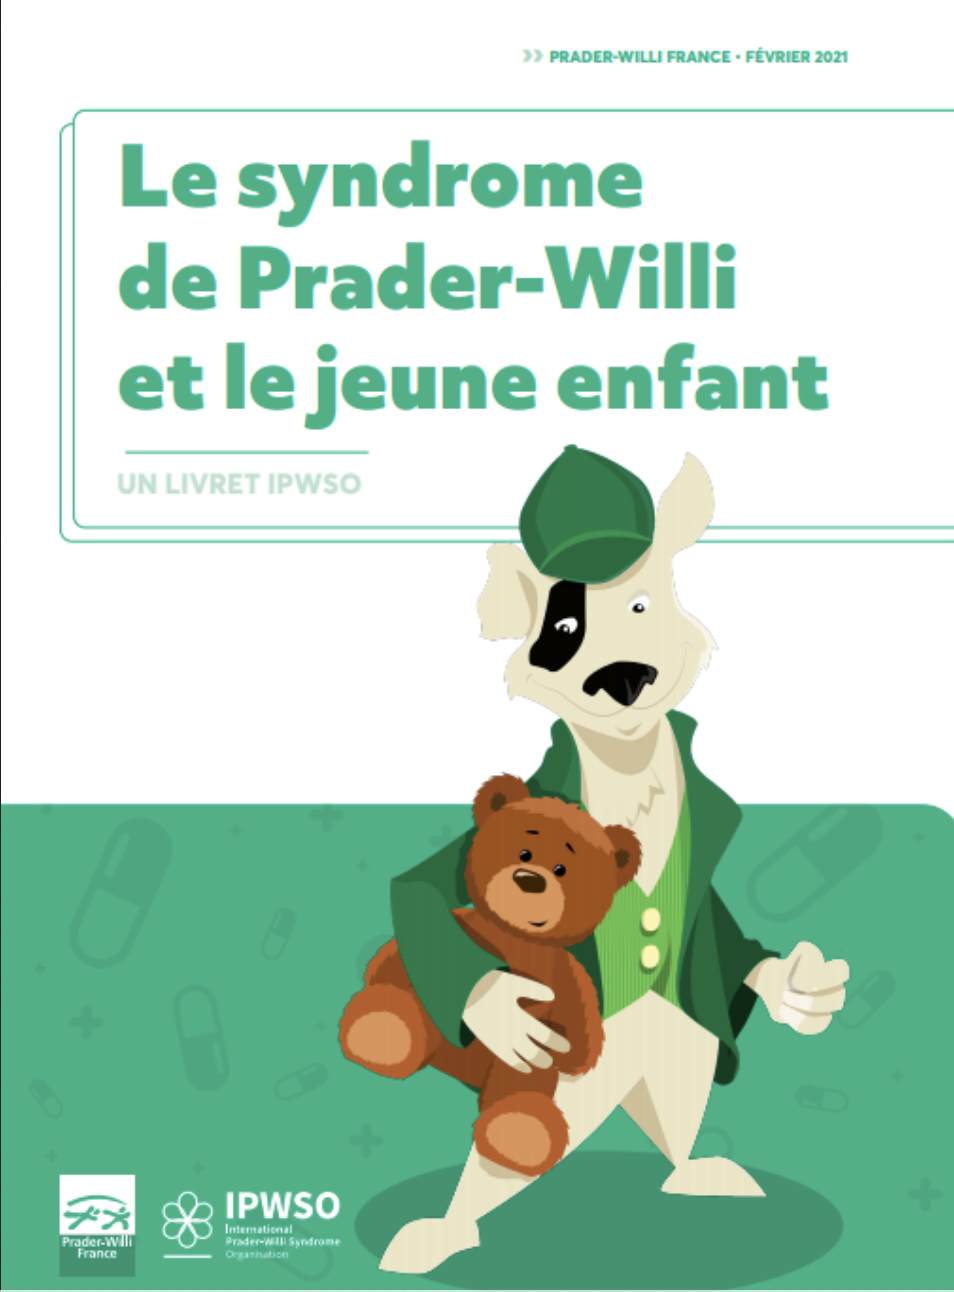 ›› PRADER-WILLI FRANCE • FÉVRIER 2021
Le syndrome
de Prader-Willi
et le jeune enfant
UN LIVRET IPWSO
Prader-Willi
France
IPWSO
International
Prader-Willi Syndrome
Organisation